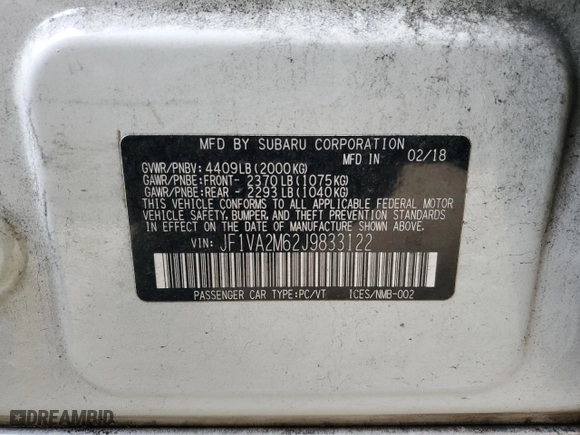 MFD BY SUBARU CORPORATION
MFD IN 02/18
GVWR/PNBV: 4409LB(2000KG)
GAWR/PNBE:FRONT- 2370LB(1075KG)
GAWR/PNBE:REAR - 2293LB(1040KG)
THIS VEHICLE CONFORMS TO ALL APPLICABLE FEDERAL MOTOR
VEHICLE SAFETY, BUMPER, AND THEFT PREVENTION STANDARDS
IN EFFECT ON THE DATE OF MANUFACTURE SHOWN ABOVE.
VIN: JF1VA2M62J9833122
PASSENGER CAR TYPE:PC/VT ICES/NMB-002
DREAMBID